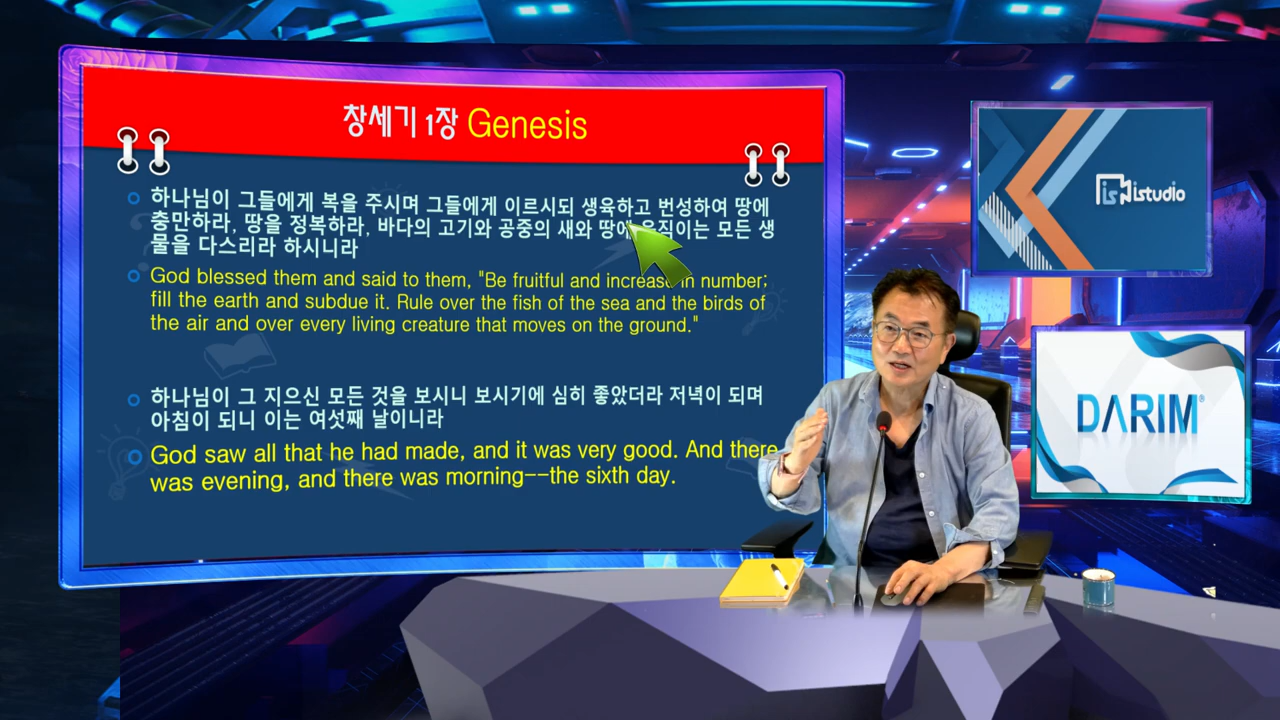 창세기 1장 Genesis
하나님이 그들에게 복을 주시며 그들에게 이르시되 생육하고 번성하여 땅에
충만하라, 땅을 정복하라, 바다의 고기와 공중의 새와 땅에 움직이는 모든 생
물을 다스리라 하시니라
God blessed them and said to them, "Be fruitful and increase in number;
fill the earth and subdue it. Rule over the fish of the sea and the birds of
the air and over every living creature that moves on the ground."
하나님이 그 지으신 모든 것을 보시니 보시기에 심히 좋았더라 저녁이 되며
아침이 되니 이는 여섯째 날이니라
God saw all that he had made, and it was very good. And there
was evening, and there was morning--the sixth day.
istudio
DARIM®